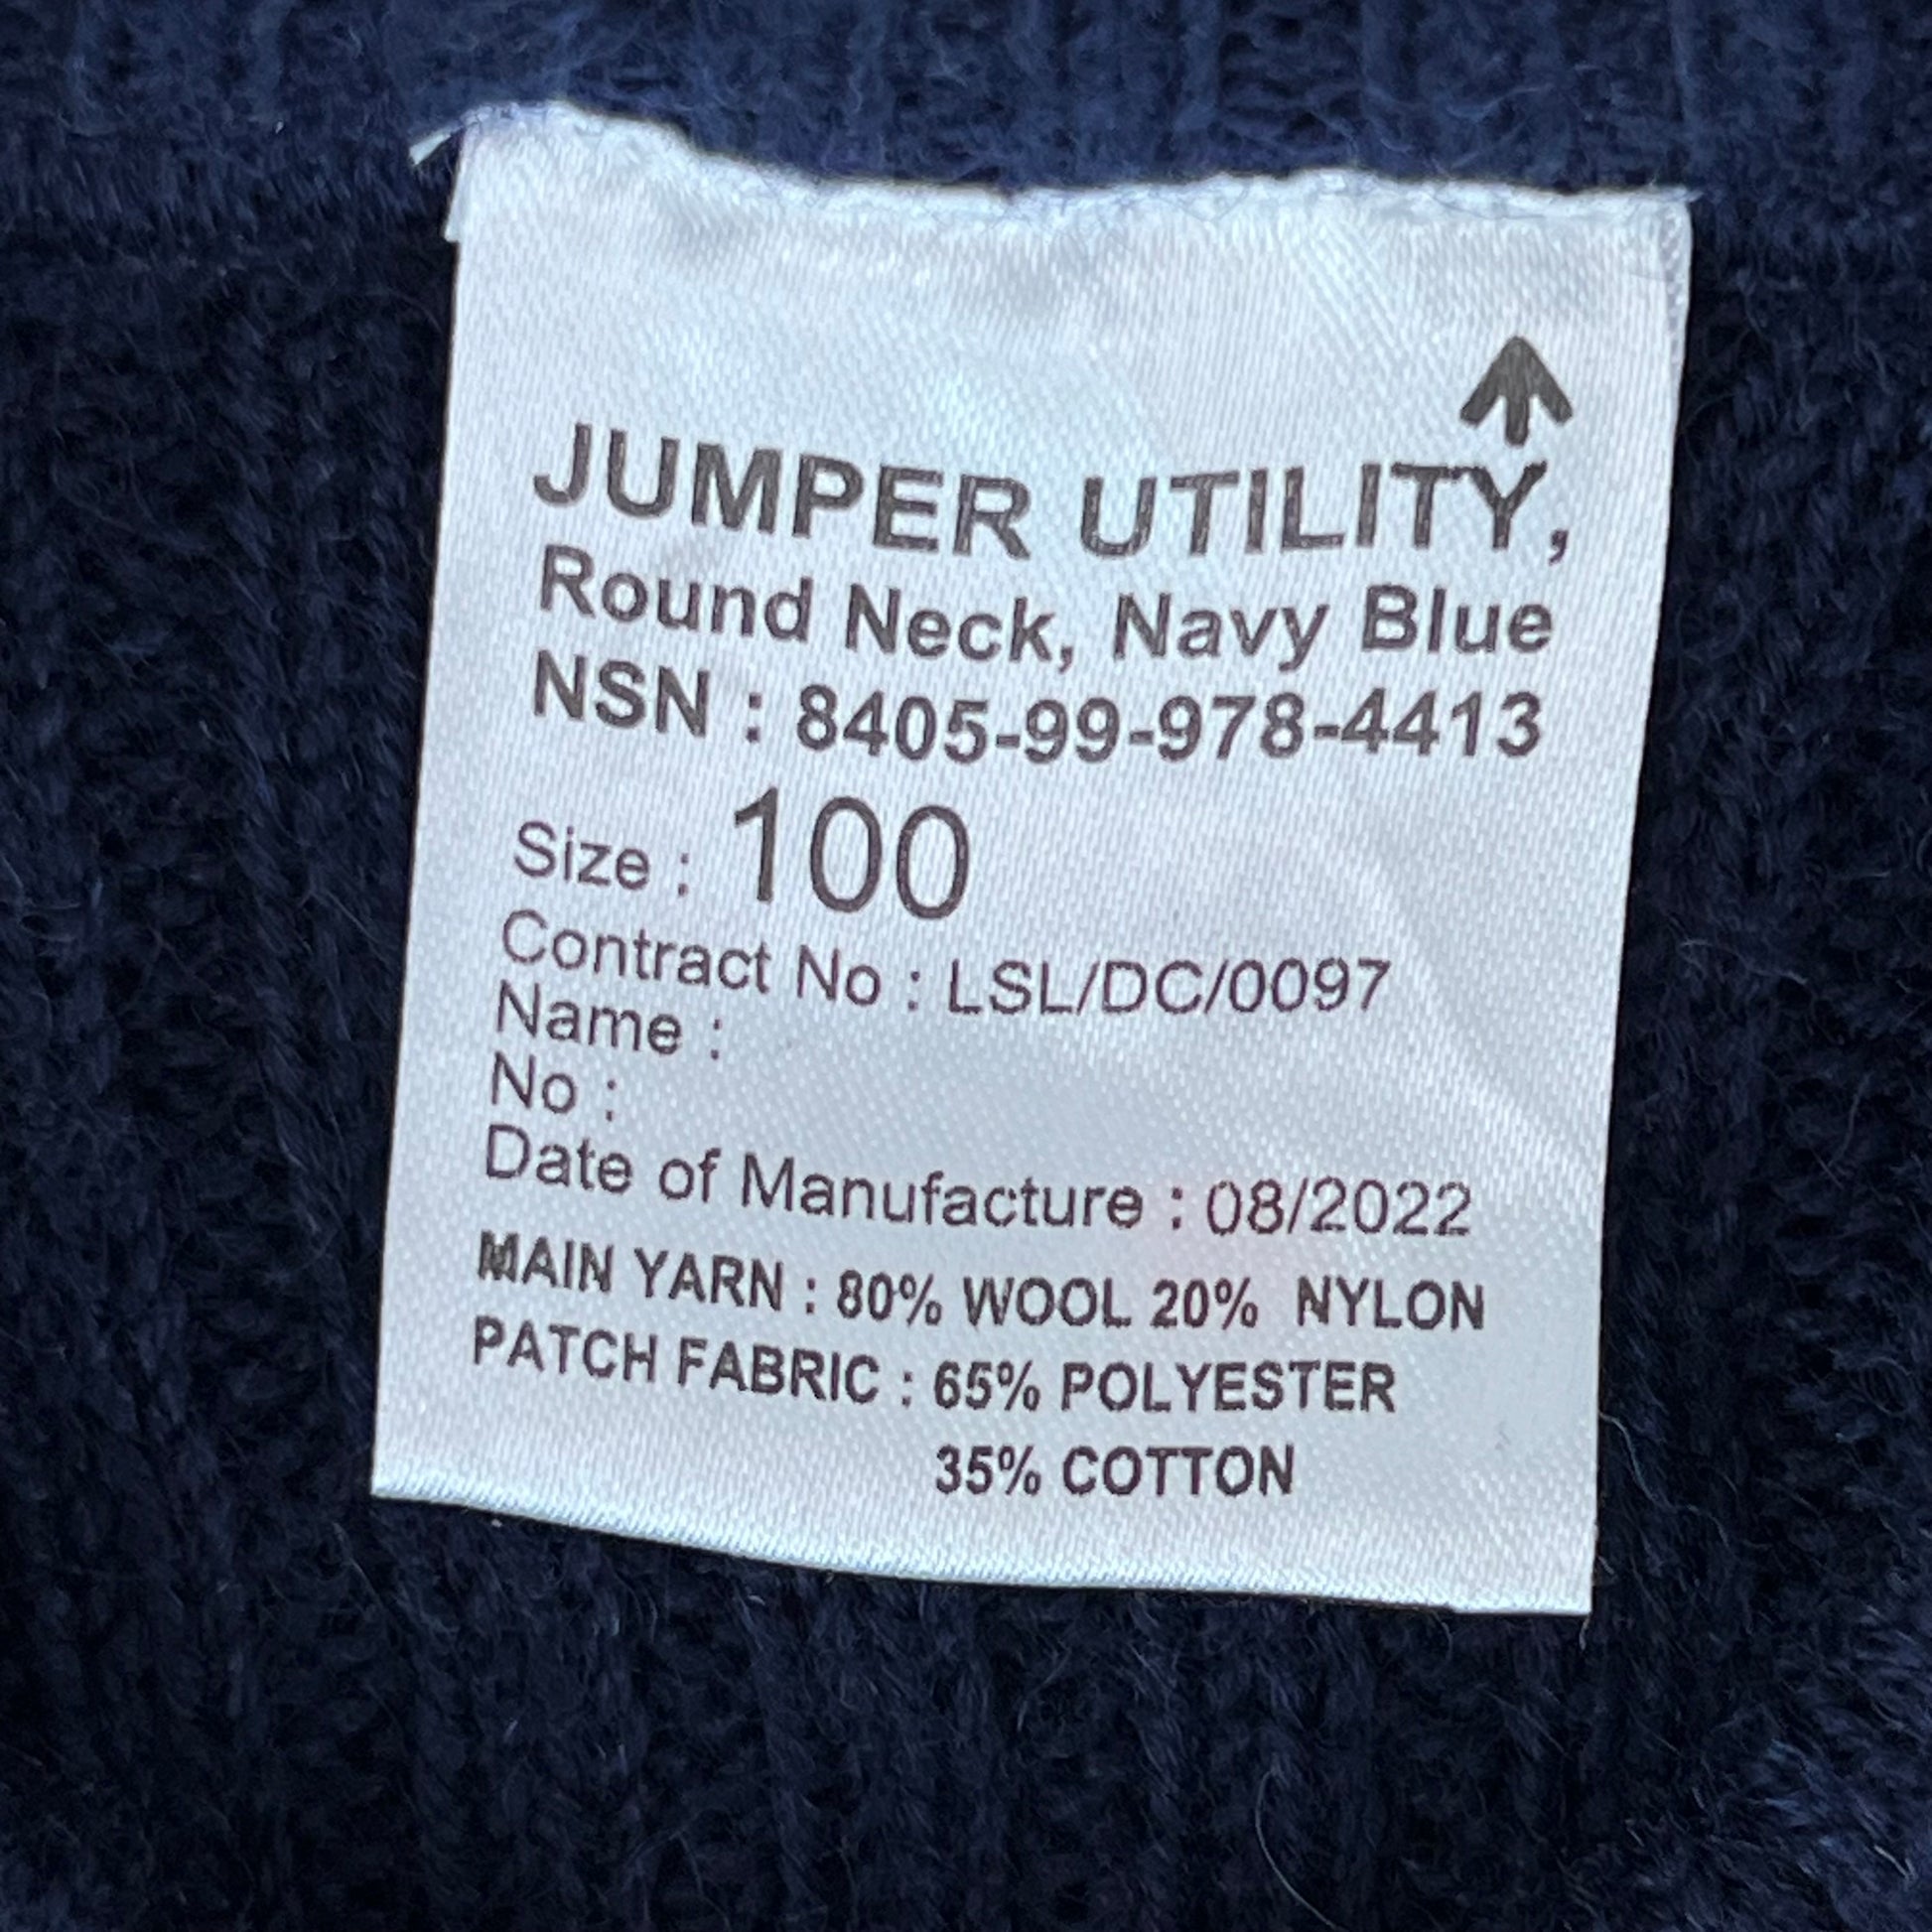 JUMPER UTILITY,
Round Neck, Navy Blue
NSN : 8405-99-978-4413
Size : 100
Contract No : LSL/DC/0097
Name :
No :
Date of Manufacture : 08/2022
MAIN YARN : 80% WOOL 20% NYLON
PATCH FABRIC : 65% POLYESTER
35% COTTON